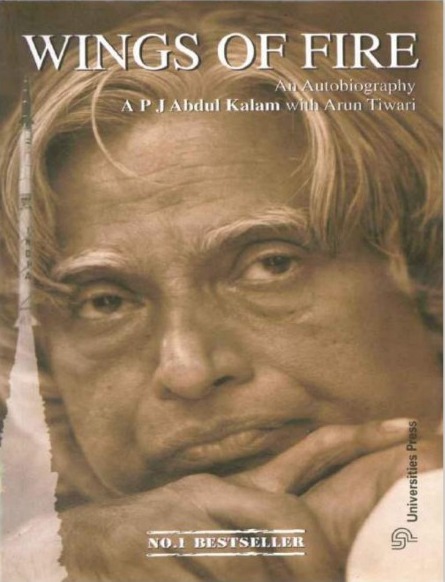 WINGS OF FIRE
An Autobiography
A P J Abdul Kalam with Arun Tiwari
Universities Press
NO.1 BESTSELLER